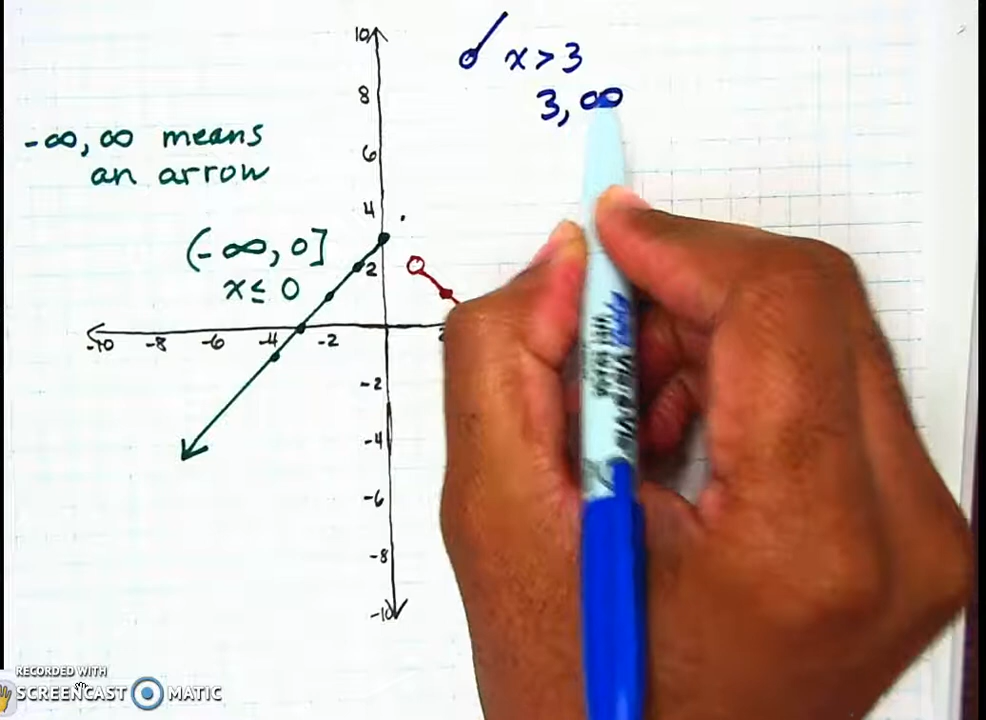 10
x > 3
8
3, ∞
-∞, ∞ means
6
an arrow
4
(-∞, 0]
2
x ≤ 0
-10 -8 -6 -4 -2
-2
-4
-6
-8
-10
RECORDED WITH
SCREENCAST MATIC